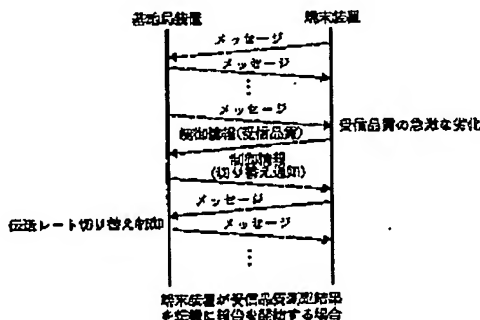 基地局装置
端末装置
メッセージ
メッセージ
メッセージ
受信品質の急激な劣化
制御情報(受信品質)
制御情報
(切り替え通知)
メッセージ
伝送レート切り替え制御
メッセージ
端末装置が受信品質測定結果
を
に報告を開始する場合